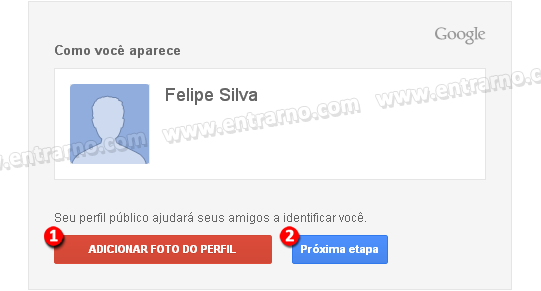 Google
Como você aparece
Felipe Silva
www.entrarno.com www.entrarno.com www.entrarno.com
Seu perfil público ajudará seus amigos a identificar você.
1 ADICIONAR FOTO DO PERFIL 2 Próxima etapa